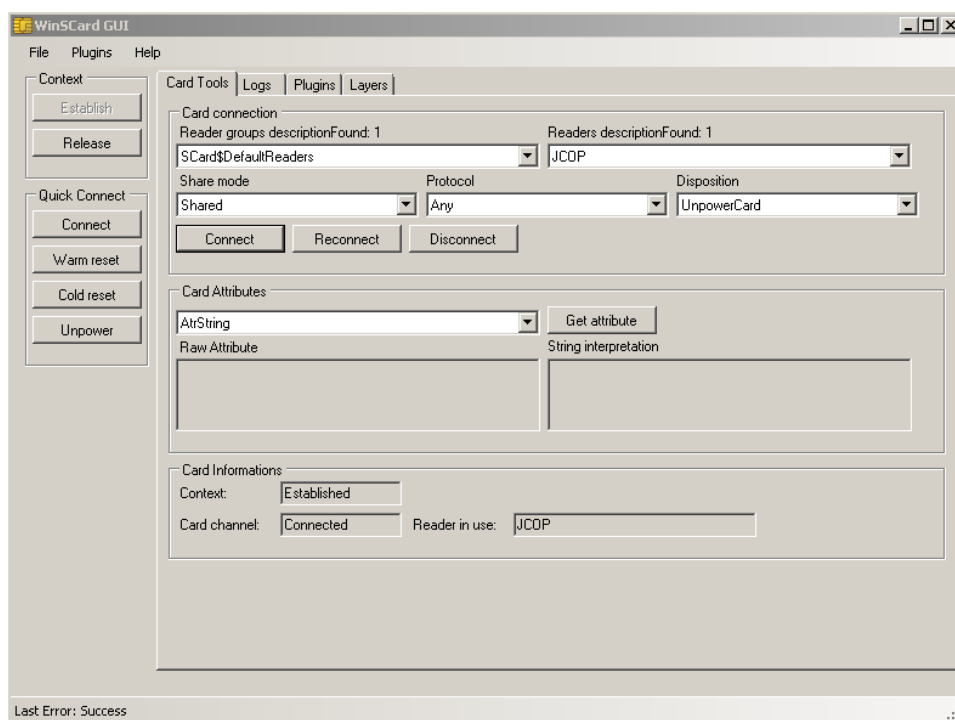 WinSCard GUI
File Plugins Help
Context
Establish
Release
Quick Connect
Connect
Warm reset
Cold reset
Unpower
Card Tools Logs Plugins Layers
Card connection
Reader groups descriptionFound: 1 Readers descriptionFound: 1
SCard$DefaultReaders JCOP
Share mode Protocol Disposition
Shared Any UnpowerCard
Connect Reconnect Disconnect
Card Attributes
AtrString Get attribute
Raw Attribute String interpretation
Card Informations
Context: Established
Card channel: Connected Reader in use: JCOP
Last Error: Success